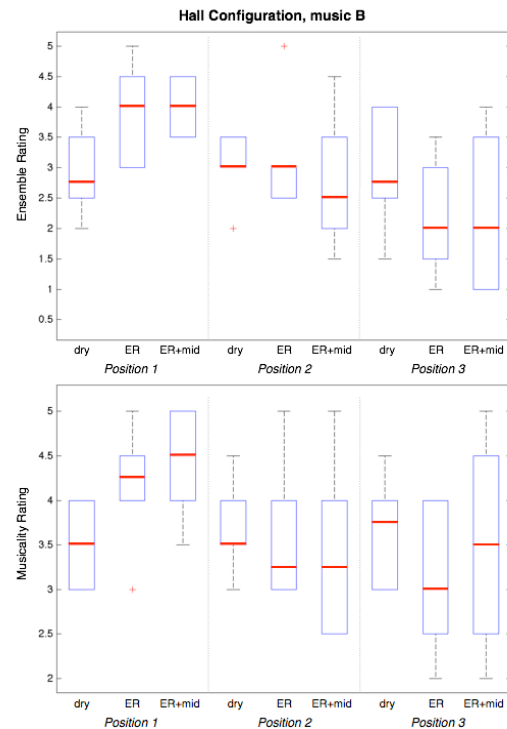 Hall Configuration, music B
5
4.5
4
3.5
3
2.5
2
1.5
1
0.5
Ensemble Rating
dry ER ER+mid dry ER ER+mid dry ER ER+mid
Position 1 Position 2 Position 3
5
4.5
4
3.5
3
2.5
2
Musicality Rating
dry ER ER+mid dry ER ER+mid dry ER ER+mid
Position 1 Position 2 Position 3